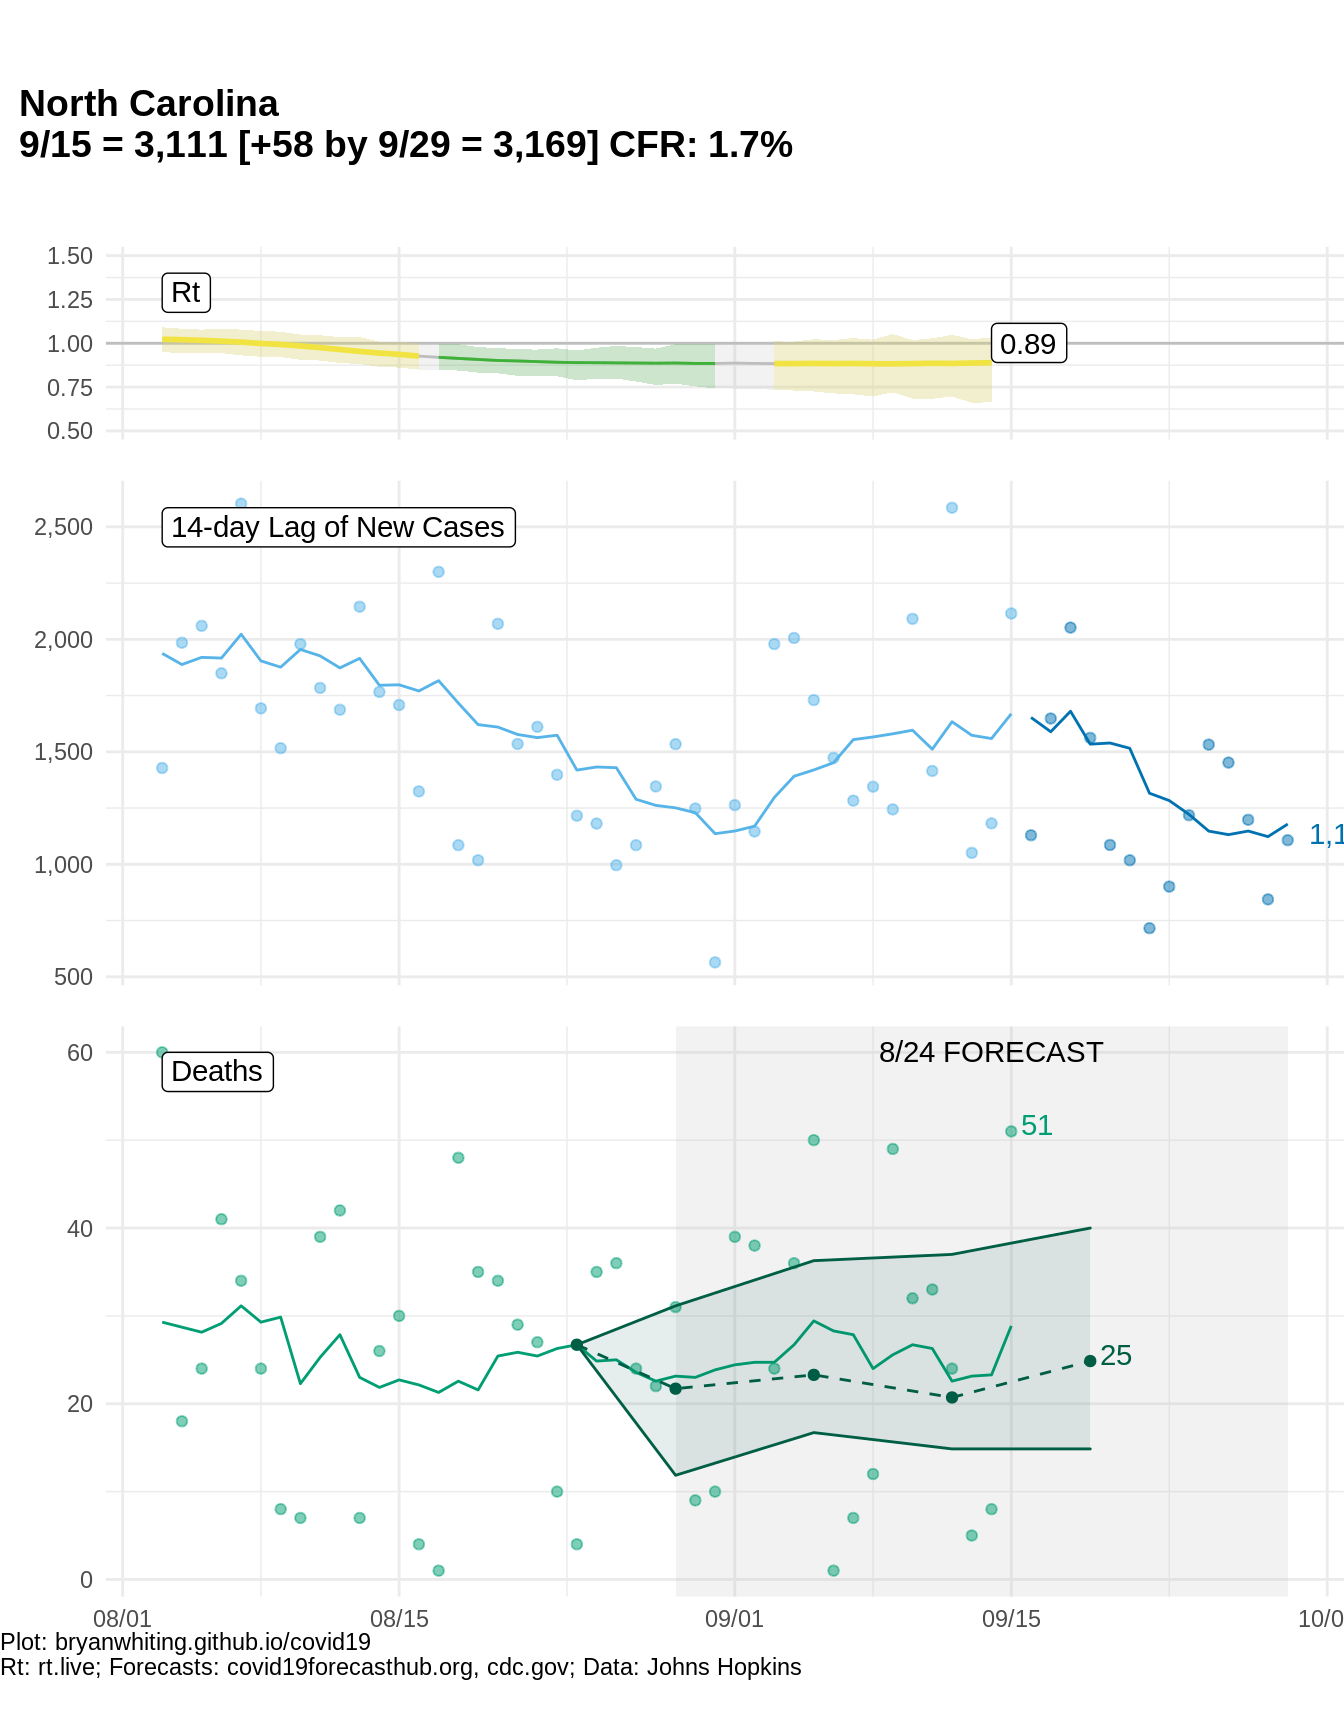 North Carolina
9/15 = 3,111 [+58 by 9/29 = 3,169] CFR: 1.7%
1.50
1.25
1.00
0.75
0.50
Rt
0.89
2,500
2,000
1,500
1,000
500
14-day Lag of New Cases
1,1
60
40
20
0
Deaths
8/24 FORECAST
51
25
08/01 08/15 09/01 09/15 10/0
Plot: bryanwhiting.github.io/covid19
Rt: rt.live; Forecasts: covid19forecasthub.org, cdc.gov; Data: Johns Hopkins